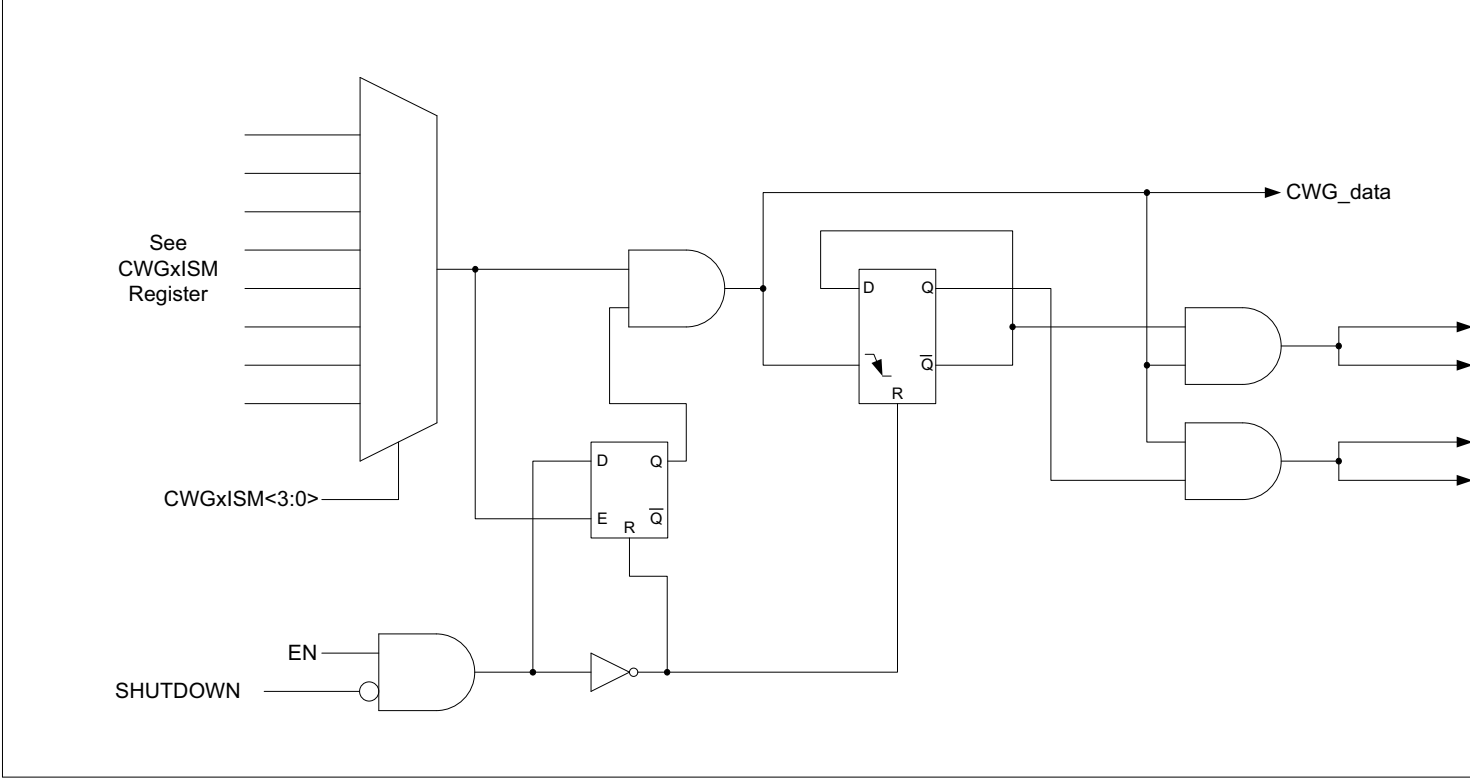 See
CWGxISM
Register
CWGxISM<3:0>
EN
SHUTDOWN
D
Q
E
R
Q̅
D
Q
Q̅
R
CWG_data